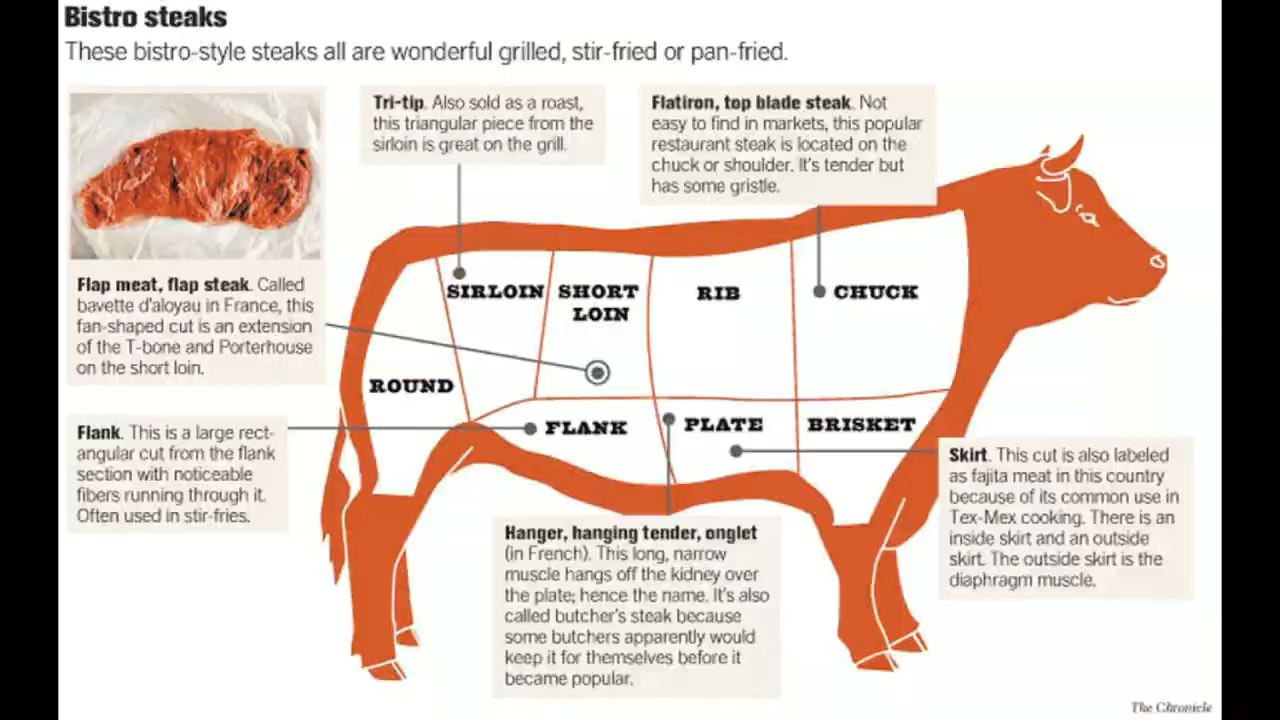 Bistro steaks
These bistro-style steaks all are wonderful grilled, stir-fried or pan-fried.
Tri-tip. Also sold as a roast,
this triangular piece from the
sirloin is great on the grill.
Flatiron, top blade steak. Not
easy to find in markets, this popular
restaurant steak is located on the
chuck or shoulder. It's tender but
has some gristle.
Flap meat, flap steak. Called
bavette d'aloyau in France, this
fan-shaped cut is an extension
of the T-bone and Porterhouse
on the short loin.
SIRLOIN
SHORT
LOIN
RIB
CHUCK
ROUND
FLANK
PLATE
BRISKET
Flank. This is a large rect-
angular cut from the flank
section with noticeable
fibers running through it.
Often used in stir-fries.
Hanger, hanging tender, onglet
(in French). This long, narrow
muscle hangs off the kidney over
the plate; hence the name. It's also
called butcher's steak because
some butchers apparently would
keep it for themselves before it
became popular.
Skirt. This cut is also labeled
as fajita meat in this country
because of its common use in
Tex-Mex cooking. There is an
inside skirt and an outside
skirt. The outside skirt is the
diaphragm muscle.
The Chronicle